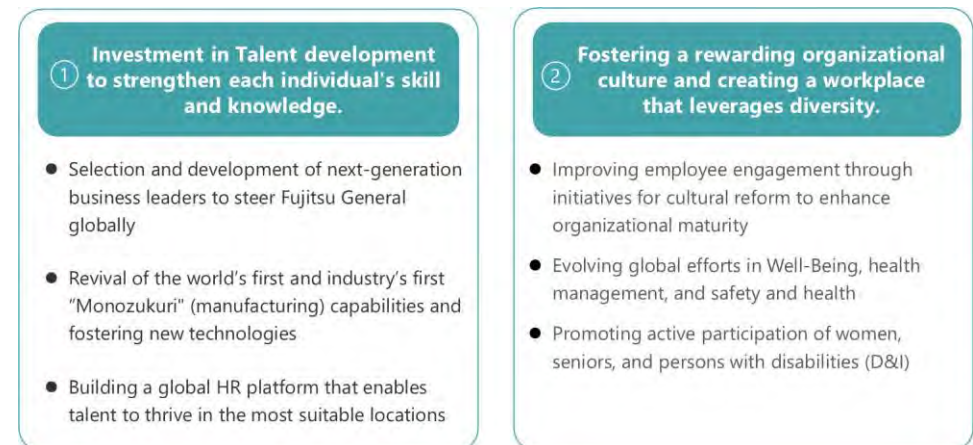 ① Investment in Talent development
to strengthen each individual's skill
and knowledge.
● Selection and development of next-generation
business leaders to steer Fujitsu General
globally
● Revival of the world's first and industry's first
"Monozukuri" (manufacturing) capabilities and
fostering new technologies
● Building a global HR platform that enables
talent to thrive in the most suitable locations
② Fostering a rewarding organizational
culture and creating a workplace
that leverages diversity.
● Improving employee engagement through
initiatives for cultural reform to enhance
organizational maturity
● Evolving global efforts in Well-Being, health
management, and safety and health
● Promoting active participation of women,
seniors, and persons with disabilities (D&I)